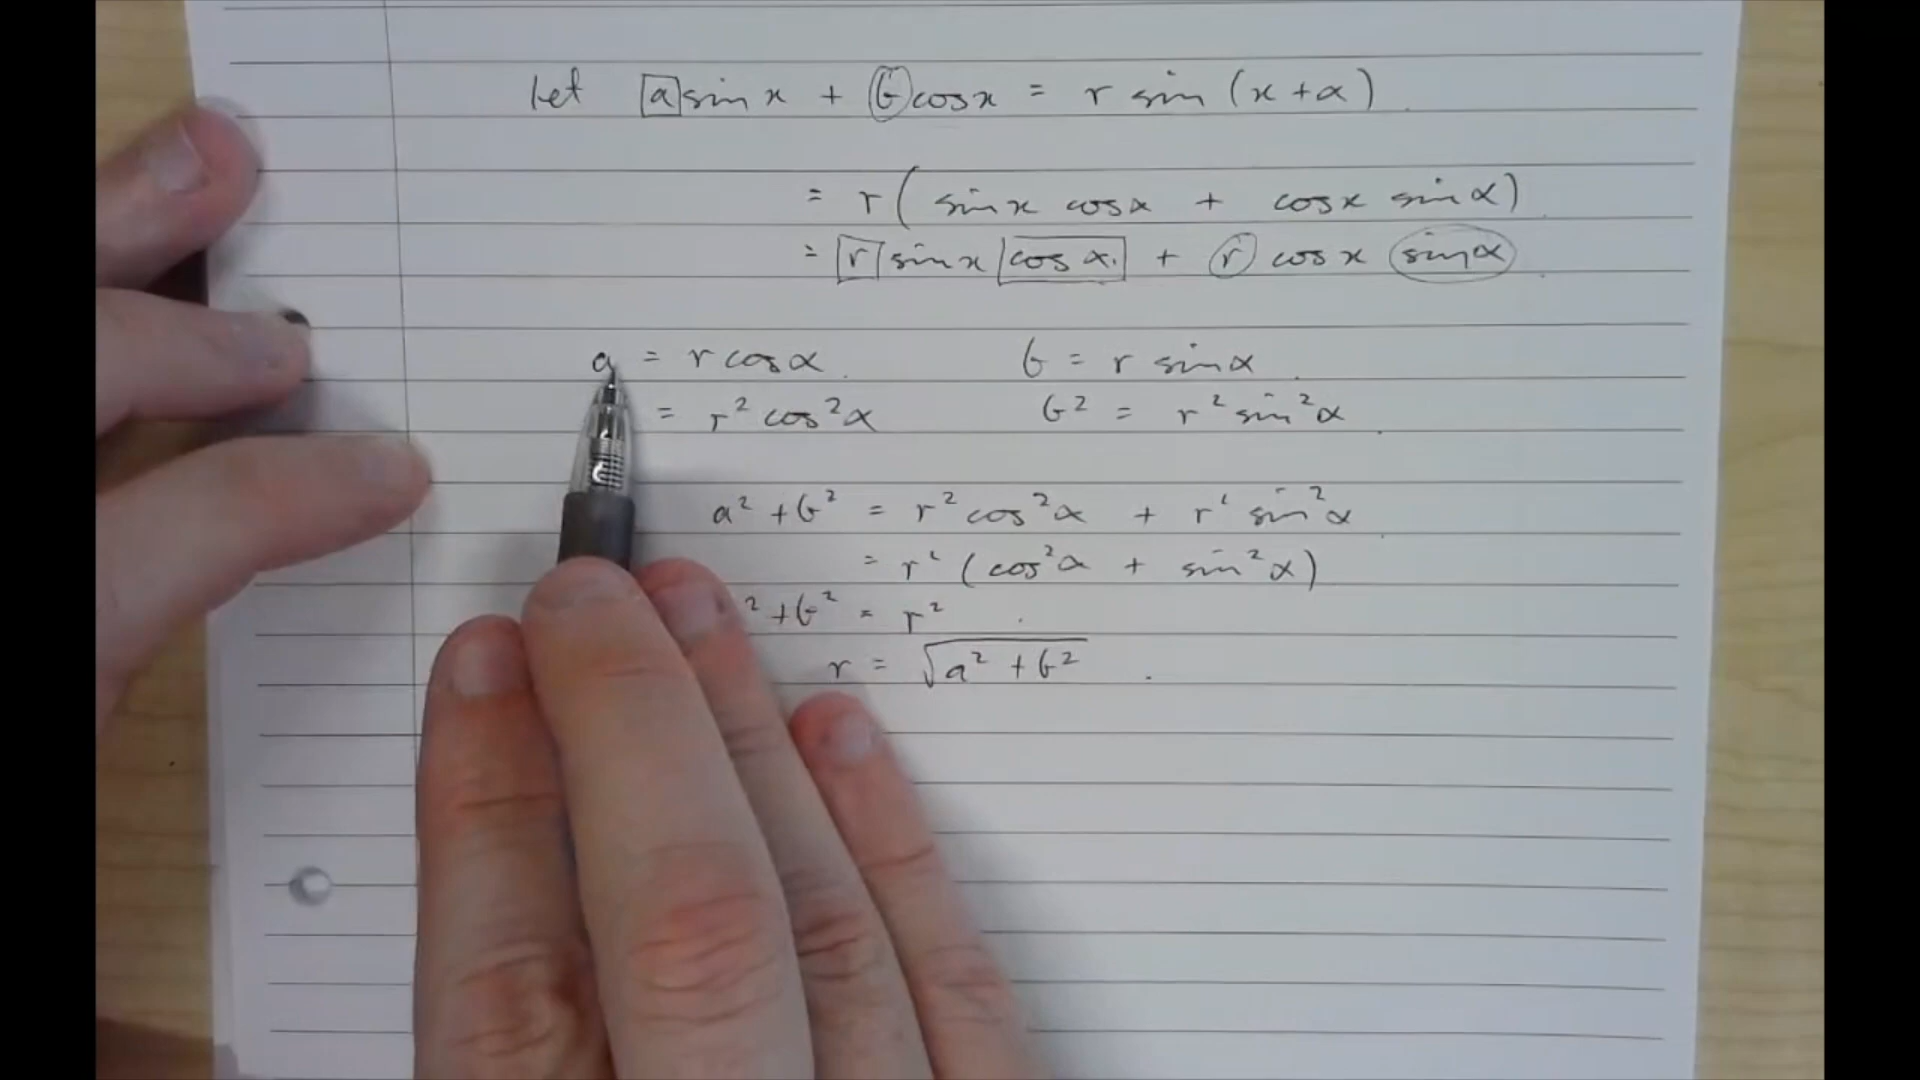 let a sin x + b cos x = r sin (x + α)
= r ( sin x cos α + cos x sin α )
= r sin x cos α + r cos x sin α
a = r cos α b = r sin α
= r² cos² α b² = r² sin² α
a² + b² = r² cos² α + r² sin² α
= r² ( cos² α + sin² α )
² + b² = r²
r = √(a² + b²)